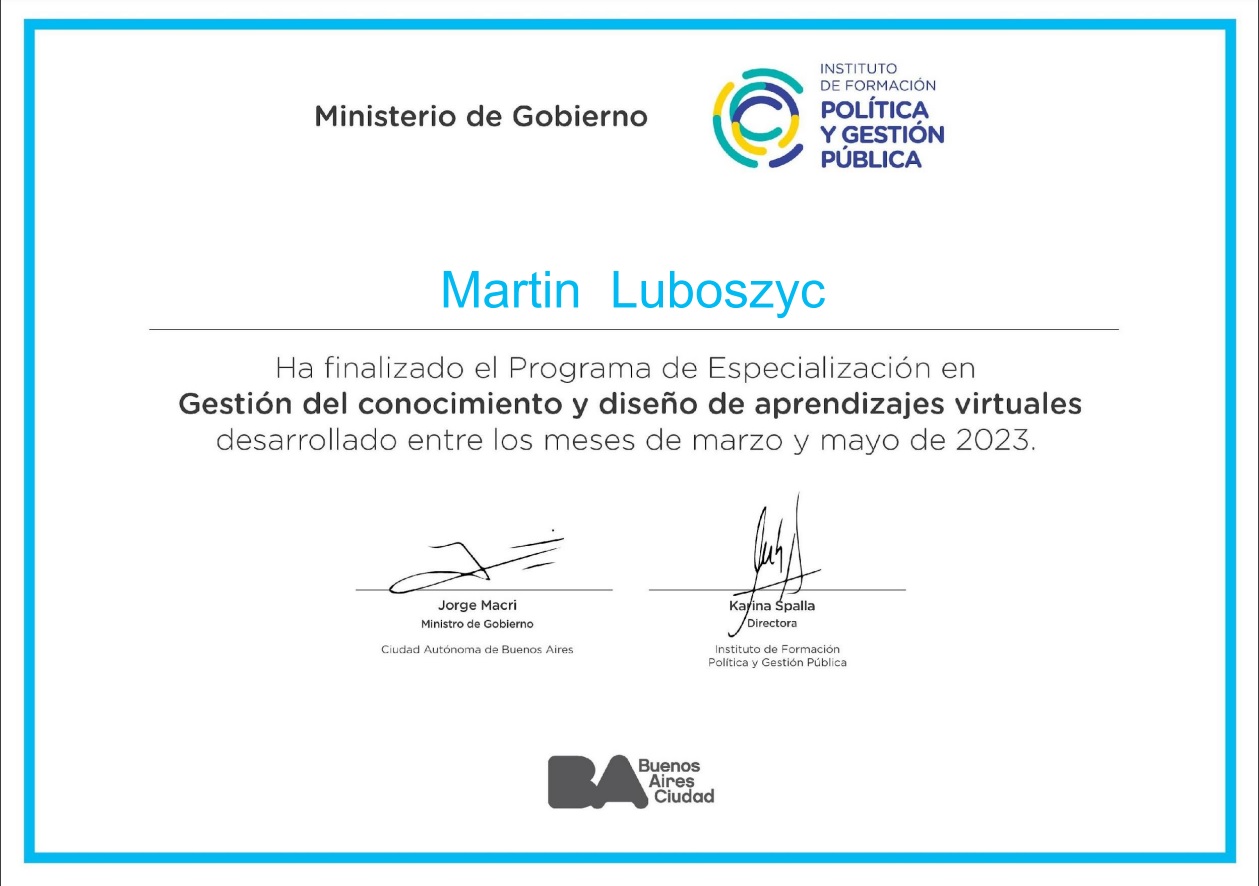 Ministerio de Gobierno
INSTITUTO
DE FORMACIÓN
POLÍTICA
Y GESTIÓN
PÚBLICA
Martin Luboszyc
Ha finalizado el Programa de Especialización en
Gestión del conocimiento y diseño de aprendizajes virtuales
desarrollado entre los meses de marzo y mayo de 2023.
Jorge Macri
Ministro de Gobierno
Ciudad Autónoma de Buenos Aires
Karina Spalla
Directora
Instituto de Formación
Política y Gestión Pública
BA
Buenos
Aires
Ciudad